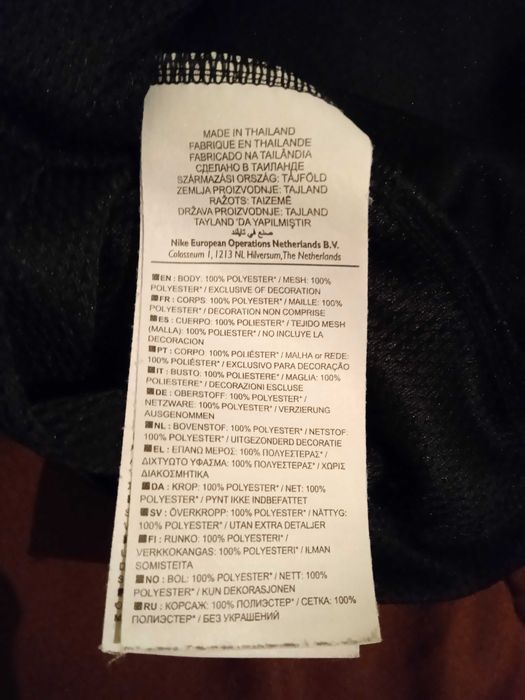 MADE IN THAILAND
FABRIQUE EN THAILANDE
FABRICADO NA TAILÂNDIA
СДЕЛАНО В ТАИЛАНДЕ
SZÁRMAZÁSI ORSZÁG: TÁJFÖLD
ZEMLJA PROIZVODNJE: TAJLAND
RAŽOTS: TAIZEMĒ
DRŽAVA PROIZVODNJE: TAJLAND
TAYLAND 'DA YAPILMIŞTIR
صنع في تايلند
Nike European Operations Netherlands B.V.
Colosseum 1, 1213 NL Hilversum,The Netherlands
EN : BODY: 100% POLYESTER* / MESH: 100%
POLYESTER* / EXCLUSIVE OF DECORATION
FR : CORPS: 100% POLYESTER* / MAILLE: 100%
POLYESTER* / DECORATION NON COMPRISE
ES : CUERPO: 100% POLIESTER* / TEJIDO MESH
(MALLA): 100% POLIESTER* / NO INCLUYE LA
DECORACION
PT : CORPO: 100% POLIÉSTER* / MALHA or REDE:
100% POLIÉSTER* / EXCLUSIVO PARA DECORAÇÃO
IT : BUSTO: 100% POLIESTERE* / MAGLIA: 100%
POLIESTERE* / DECORAZIONI ESCLUSE
DE : OBERSTOFF: 100% POLYESTER* /
NETZWARE: 100% POLYESTER* / VERZIERUNG
AUSGENOMMEN
NL : BOVENSTOF: 100% POLYESTER* / NETSTOF:
100% POLYESTER* / UITGEZONDERD DECORATIE
EL : ΕΠΑΝΩ ΜΕΡΟΣ: 100% ΠΟΛΥΕΣΤΕΡΑΣ* /
ΔΙΧΤΥΩΤΟ ΥΦΑΣΜΑ: 100% ΠΟΛΥΕΣΤΕΡΑΣ* / ΧΩΡΙΣ
ΔΙΑΚΟΣΜΗΤΙΚΑ
DA : KROP: 100% POLYESTER* / NET: 100%
POLYESTER* / PYNT IKKE INDBEFATTET
SV : ÖVERKROPP: 100% POLYESTER* / NÄTTYG:
100% POLYESTER* / UTAN EXTRA DETALJER
FI : RUNKO: 100% POLYESTERI* /
VERKKOKANGAS: 100% POLYESTERI* / ILMAN
SOMISTEITA
NO : BOL: 100% POLYESTER* / NETT: 100%
POLYESTER* / KUN DEKORASJONEN
RU : КОРСАЖ: 100% ПОЛИЭСТЕР* / СЕТКА: 100%
ПОЛИЭСТЕР* / БЕЗ УКРАШЕНИЙ